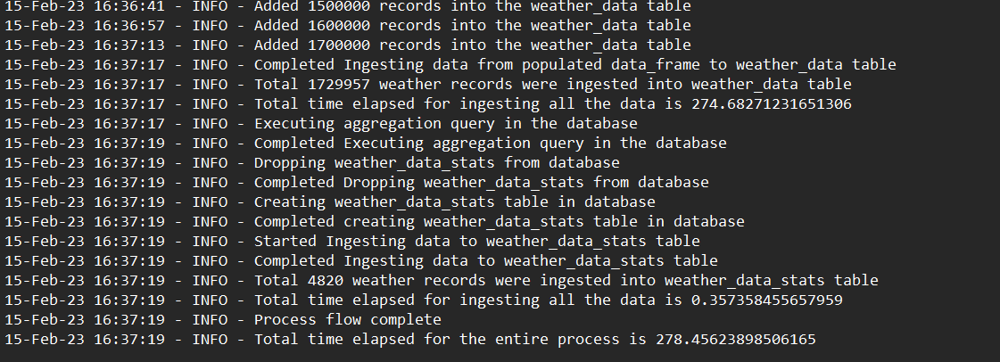 15-Feb-23 16:36:41 - INFO - Added 1500000 records into the weather_data table
15-Feb-23 16:36:57 - INFO - Added 1600000 records into the weather_data table
15-Feb-23 16:37:13 - INFO - Added 1700000 records into the weather_data table
15-Feb-23 16:37:17 - INFO - Completed Ingesting data from populated data_frame to weather_data table
15-Feb-23 16:37:17 - INFO - Total 1729957 weather records were ingested into weather_data table
15-Feb-23 16:37:17 - INFO - Total time elapsed for ingesting all the data is 274.68271231651306
15-Feb-23 16:37:17 - INFO - Executing aggregation query in the database
15-Feb-23 16:37:19 - INFO - Completed Executing aggregation query in the database
15-Feb-23 16:37:19 - INFO - Dropping weather_data_stats from database
15-Feb-23 16:37:19 - INFO - Completed Dropping weather_data_stats from database
15-Feb-23 16:37:19 - INFO - Creating weather_data_stats table in database
15-Feb-23 16:37:19 - INFO - Completed creating weather_data_stats table in database
15-Feb-23 16:37:19 - INFO - Started Ingesting data to weather_data_stats table
15-Feb-23 16:37:19 - INFO - Completed Ingesting data to weather_data_stats table
15-Feb-23 16:37:19 - INFO - Total 4820 weather records were ingested into weather_data_stats table
15-Feb-23 16:37:19 - INFO - Total time elapsed for ingesting all the data is 0.357358455657959
15-Feb-23 16:37:19 - INFO - Process flow complete
15-Feb-23 16:37:19 - INFO - Total time elapsed for the entire process is 278.45623898506165